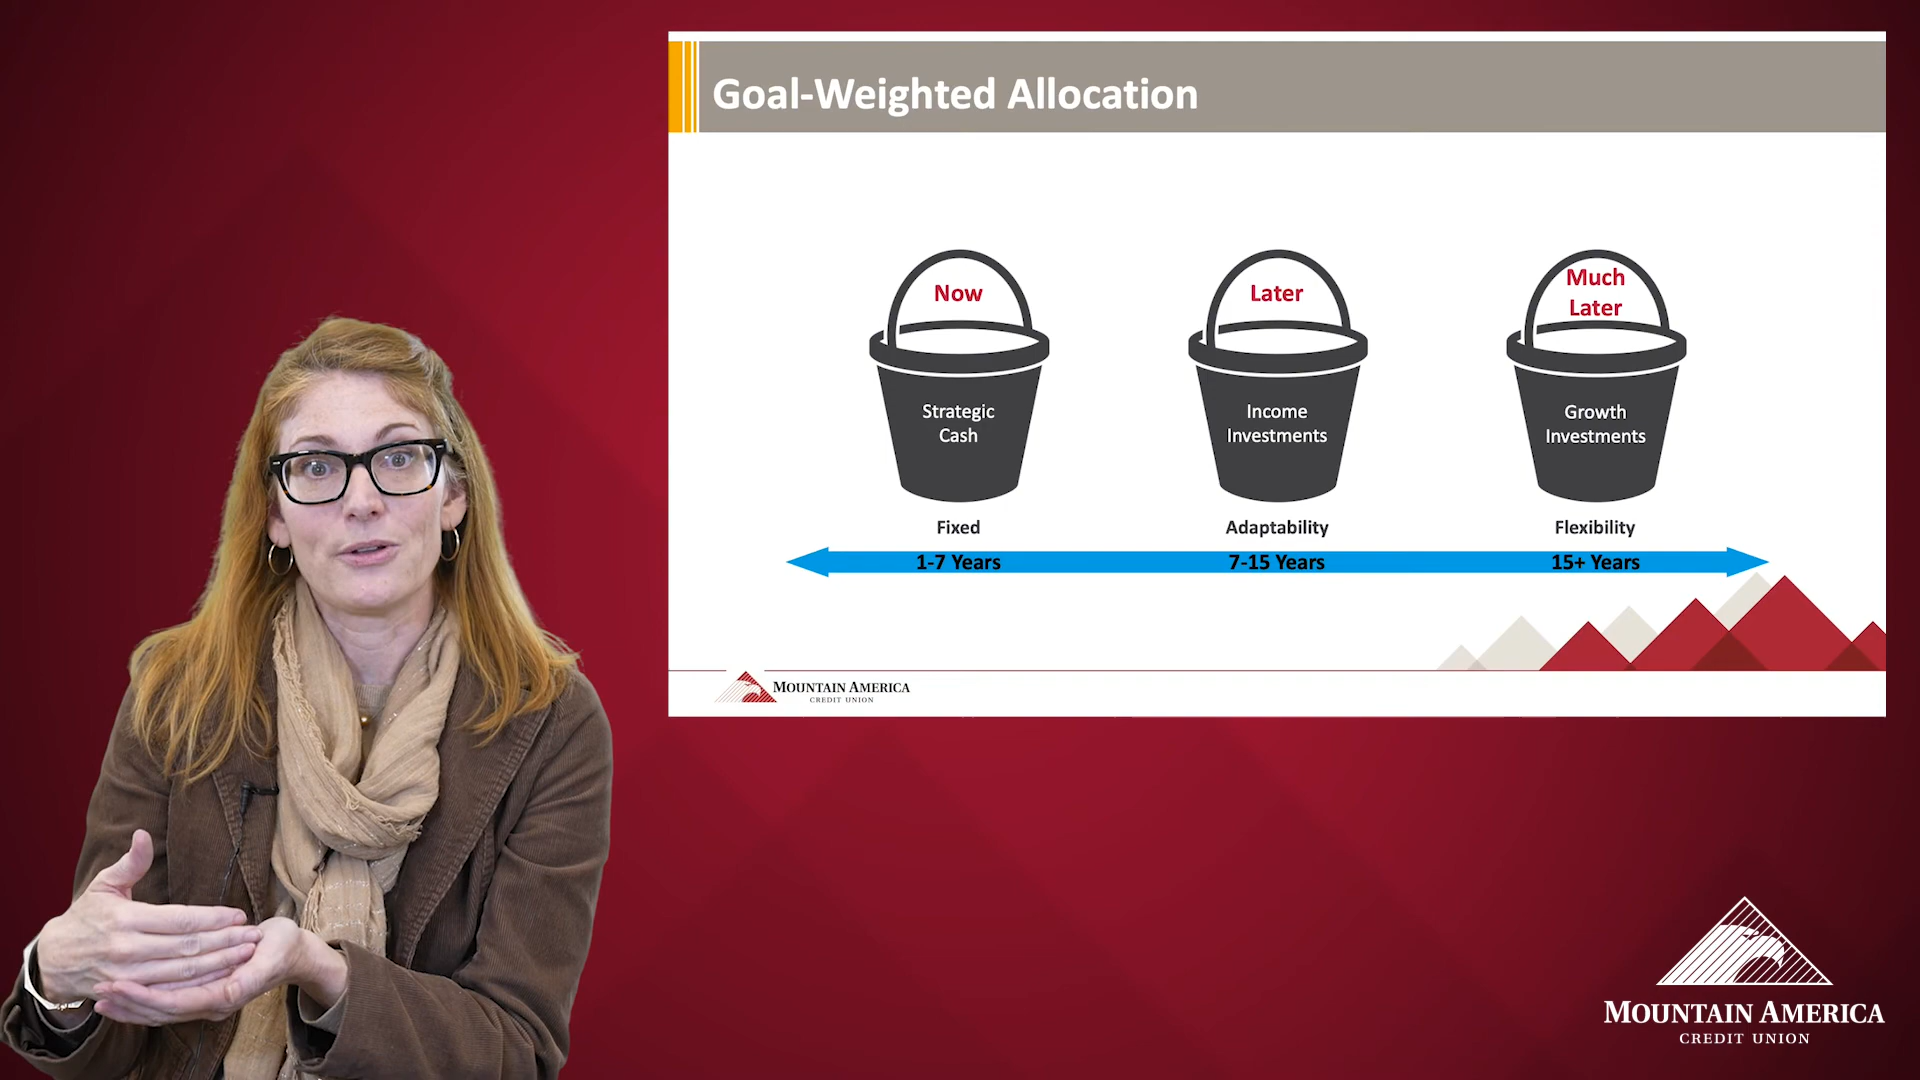 Goal-Weighted Allocation
Now
Later
Much
Later
Strategic
Cash
Income
Investments
Growth
Investments
Fixed
Adaptability
Flexibility
1-7 Years
7-15 Years
15+ Years
MOUNTAIN AMERICA
CREDIT UNION
MOUNTAIN AMERICA
CREDIT UNION